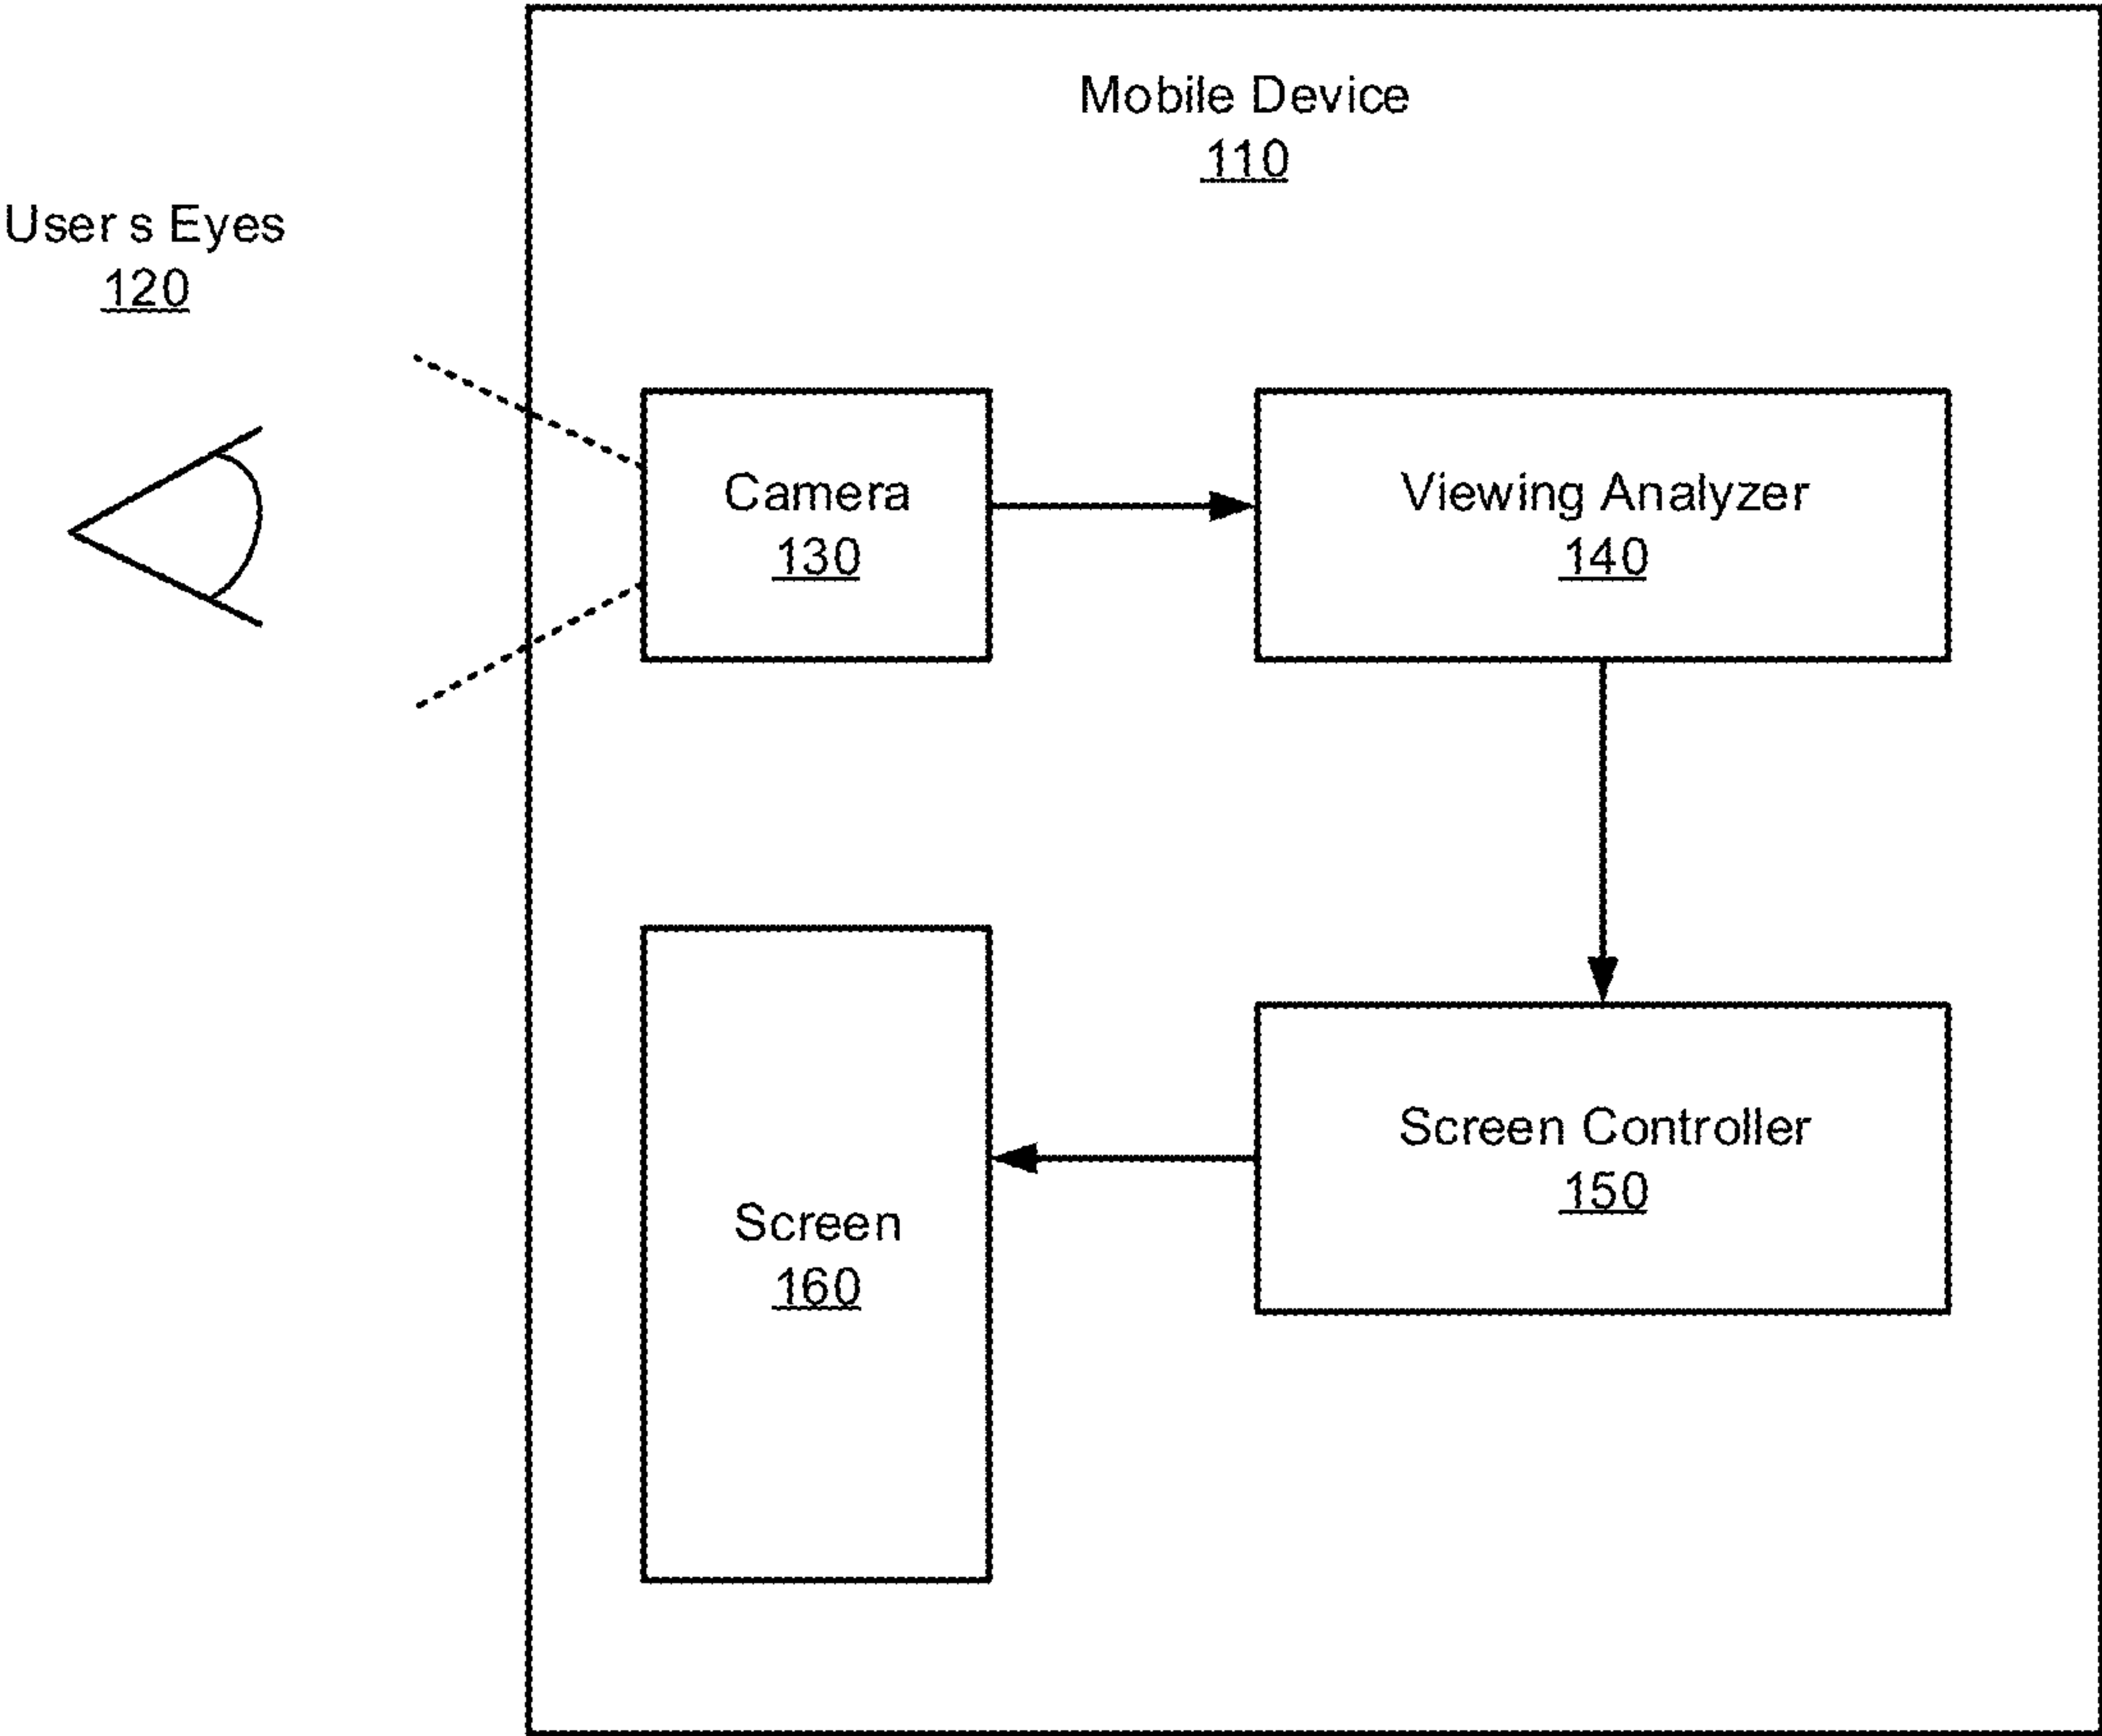 Mobile Device
110
User s Eyes
120
Camera
130
Viewing Analyzer
140
Screen Controller
150
Screen
160